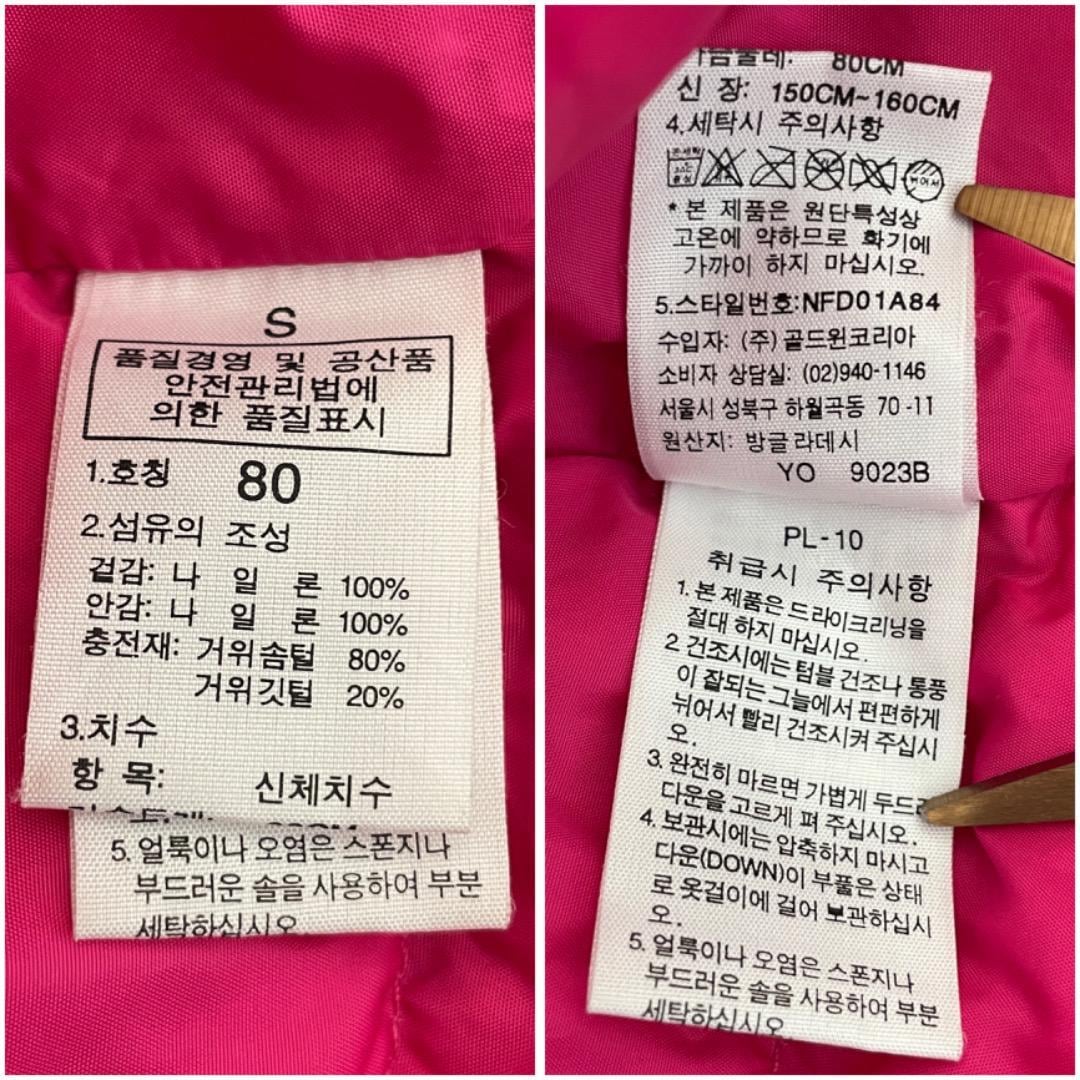 S
품질경영 및 공산품
안전관리법에
의한 품질표시
1.호칭 80
2.섬유의 조성
겉감: 나 일 론 100%
안감: 나 일 론 100%
충전재: 거위솜털 80%
거위깃털 20%
3.치수
항 목: 신체치수
5. 얼룩이나 오염은 스폰지나
부드러운 솔을 사용하여 부분
세탁하십시오.
가슴둘레: 80CM
신 장: 150CM~160CM
4.세탁시 주의사항
뉘어서
* 본 제품은 원단특성상
고온에 약하므로 화기에
가까이 하지 마십시오.
5.스타일번호:NFD01A84
수입자: (주)골드윈코리아
소비자 상담실: (02)940-1146
서울시 성북구 하월곡동 70-11
원산지: 방글라데시
YO 9023B
PL-10
취급시 주의사항
1. 본 제품은 드라이크리닝을
절대 하지 마십시오.
2. 건조시에는 텀블 건조나 통풍
이 잘되는 그늘에서 편편하게
뉘어서 빨리 건조시켜 주십시
오.
3. 완전히 마르면 가볍게 두드려
다운을 고르게 펴 주십시오.
4. 보관시에는 압축하지 마시고
다운(DOWN)이 부풀은 상태
로 옷걸이에 걸어 보관하십시
오.
5. 얼룩이나 오염은 스폰지나
부드러운 솔을 사용하여 부분
세탁하십시오.